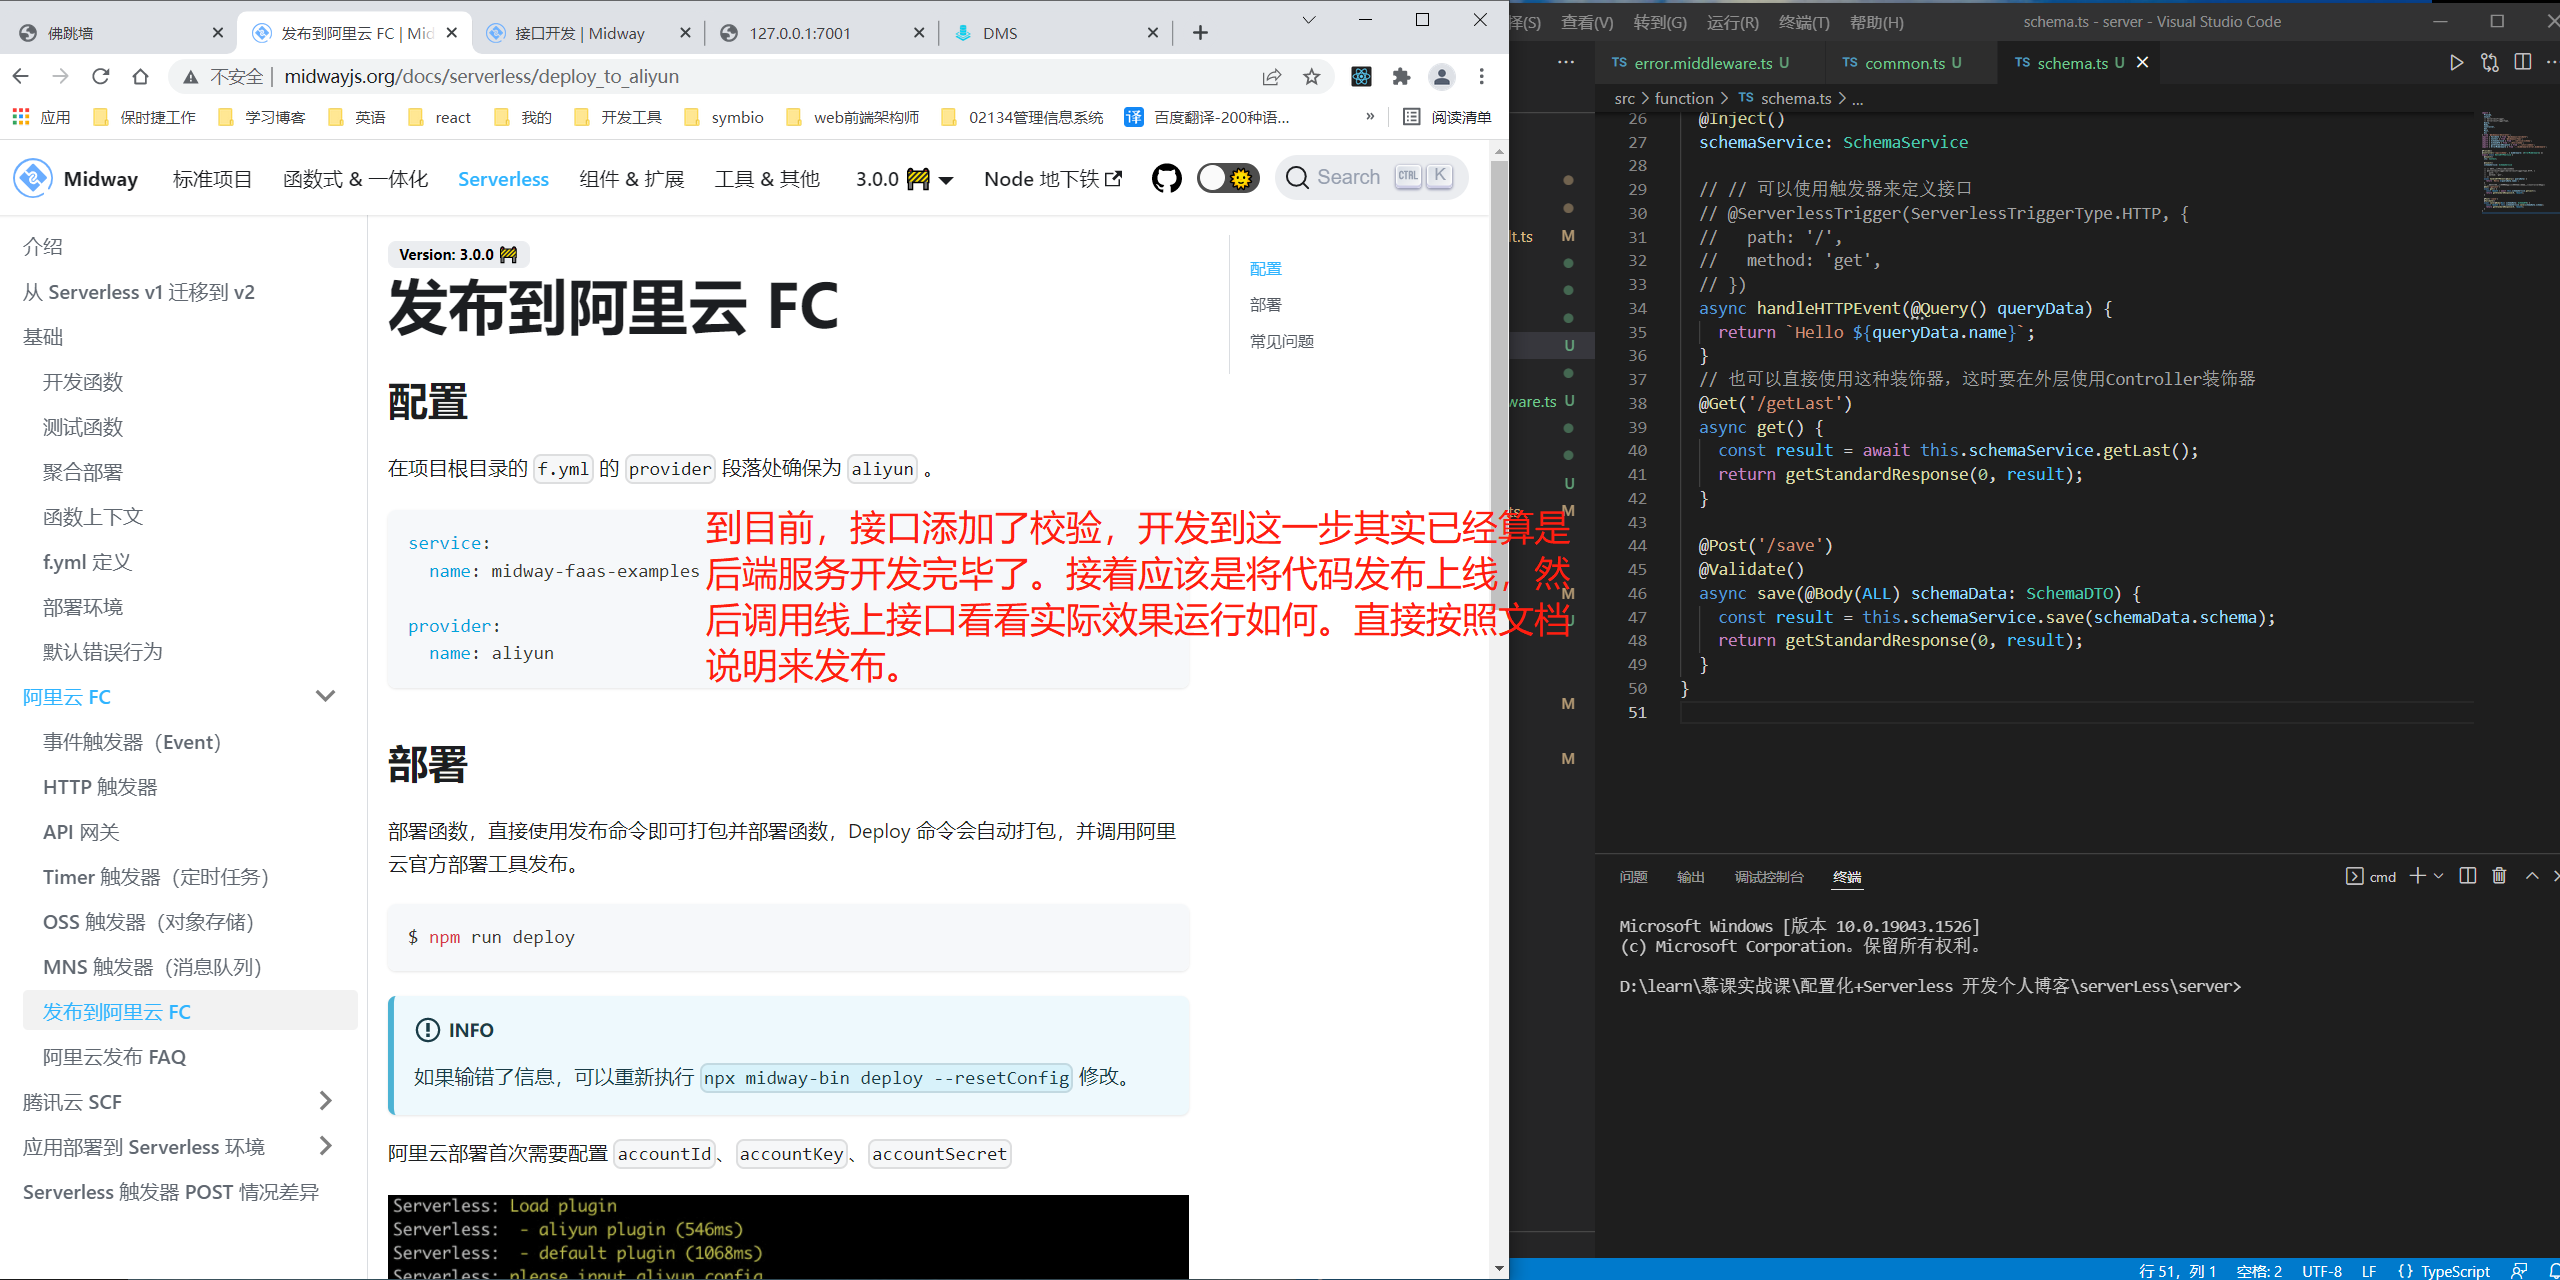 佛跳墙
发布到阿里云 FC | Mid
接口开发 | Midway
127.0.0.1:7001
DMS
不安全 | midwayjs.org/docs/serverless/deploy_to_aliyun
应用 保时捷工作 学习博客 英语 react 我的 开发工具 symbio web前端架构师 02134管理信息系统 译 百度翻译-200种语... » 阅读清单
Midway 标准项目 函数式 & 一体化 Serverless 组件 & 扩展 工具 & 其他 3.0.0 🚧 Node 地下铁 Search CTRL K
介绍
从 Serverless v1 迁移到 v2
基础
开发函数
测试函数
聚合部署
函数上下文
f.yml 定义
部署环境
默认错误行为
阿里云 FC
事件触发器（Event）
HTTP 触发器
API 网关
Timer 触发器（定时任务）
OSS 触发器（对象存储）
MNS 触发器（消息队列）
发布到阿里云 FC
阿里云发布 FAQ
腾讯云 SCF
应用部署到 Serverless 环境
Serverless 触发器 POST 情况差异
Version: 3.0.0 🚧
发布到阿里云 FC
配置
在项目根目录的 f.yml 的 provider 段落处确保为 aliyun 。
service:
name: midway-faas-examples
provider:
name: aliyun
到目前，接口添加了校验，开发到这一步其实已经算是
后端服务开发完毕了。接着应该是将代码发布上线，然
后调用线上接口看看实际效果运行如何。直接按照文档
说明来发布。
部署
部署函数，直接使用发布命令即可打包并部署函数，Deploy 命令会自动打包，并调用阿里
云官方部署工具发布。
$ npm run deploy
INFO
如果输错了信息，可以重新执行 npx midway-bin deploy --resetConfig 修改。
阿里云部署首次需要配置 accountId、accountKey、accountSecret
Serverless: Load plugin
Serverless: - aliyun plugin (546ms)
Serverless: - default plugin (1068ms)
Serverless: please input aliyun config
配置
部署
常见问题
择(S) 查看(V) 转到(G) 运行(R) 终端(T) 帮助(H) schema.ts - server - Visual Studio Code
TS error.middleware.ts U
TS common.ts U
TS schema.ts U
src > function > TS schema.ts > ...
lt.ts M
U
ware.ts U
U
M
M
U
M
M
26 @Inject()
27 schemaService: SchemaService
28
29 // // 可以使用触发器来定义接口
30 // @ServerlessTrigger(ServerlessTriggerType.HTTP, {
31 // path: '/',
32 // method: 'get',
33 // })
34 async handleHTTPEvent(@Query() queryData) {
35 return `Hello ${queryData.name}`;
36 }
37 // 也可以直接使用这种装饰器，这时要在外层使用Controller装饰器
38 @Get('/getLast')
39 async get() {
40 const result = await this.schemaService.getLast();
41 return getStandardResponse(0, result);
42 }
43
44 @Post('/save')
45 @Validate()
46 async save(@Body(ALL) schemaData: SchemaDTO) {
47 const result = this.schemaService.save(schemaData.schema);
48 return getStandardResponse(0, result);
49 }
50 }
51
问题 输出 调试控制台 终端 cmd
Microsoft Windows [版本 10.0.19043.1526]
(c) Microsoft Corporation。保留所有权利。
D:\learn\慕课实战课\配置化+Serverless 开发个人博客\serverLess\server>
行 51，列 1 空格: 2 UTF-8 LF {} TypeScript